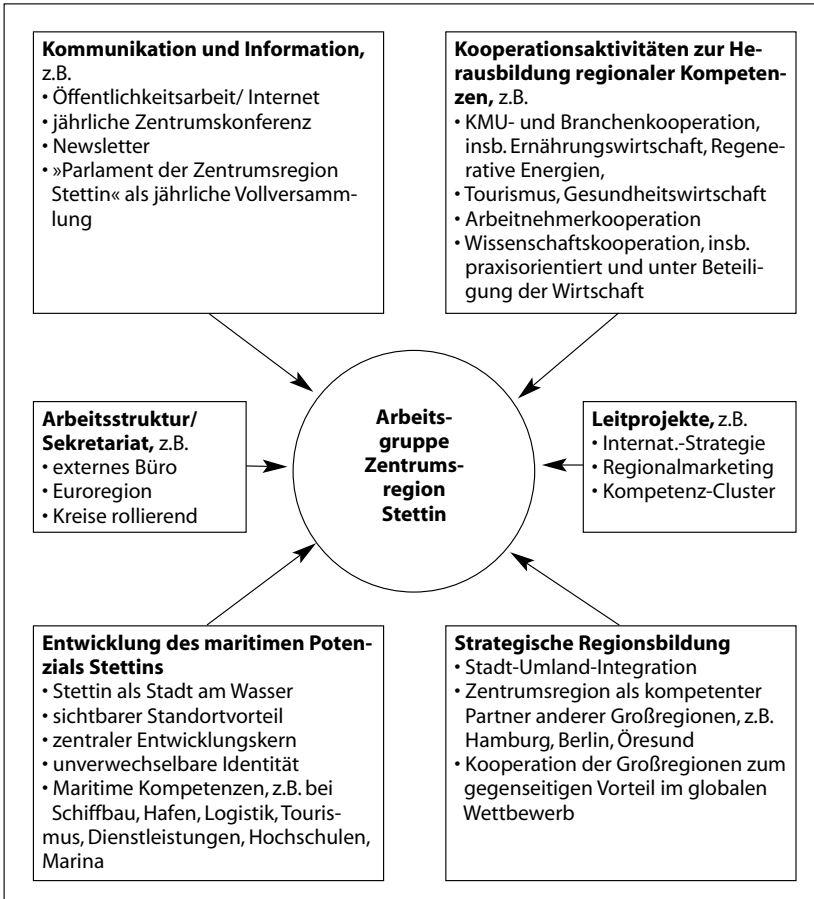 Kommunikation und Information,
z.B.
• Öffentlichkeitsarbeit/ Internet
• jährliche Zentrumskonferenz
• Newsletter
• »Parlament der Zentrumsregion
Stettin« als jährliche Vollversamm-
lung
Kooperationsaktivitäten zur He-
rausbildung regionaler Kompeten-
zen, z.B.
• KMU- und Branchenkooperation,
insb. Ernährungswirtschaft, Regene-
rative Energien,
• Tourismus, Gesundheitswirtschaft
• Arbeitnehmerkooperation
• Wissenschaftskooperation, insb.
praxisorientiert und unter Beteili-
gung der Wirtschaft
Arbeitsstruktur/
Sekretariat, z.B.
• externes Büro
• Euroregion
• Kreise rollierend
Arbeits-
gruppe
Zentrums-
region
Stettin
Leitprojekte, z.B.
• Internat.-Strategie
• Regionalmarketing
• Kompetenz-Cluster
Entwicklung des maritimen Poten-
zials Stettins
• Stettin als Stadt am Wasser
• sichtbarer Standortvorteil
• zentraler Entwicklungskern
• unverwechselbare Identität
• Maritime Kompetenzen, z.B. bei
Schiffbau, Hafen, Logistik, Touris-
mus, Dienstleistungen, Hochschulen,
Marina
Strategische Regionsbildung
• Stadt-Umland-Integration
• Zentrumsregion als kompetenter
Partner anderer Großregionen, z.B.
Hamburg, Berlin, Öresund
• Kooperation der Großregionen zum
gegenseitigen Vorteil im globalen
Wettbewerb